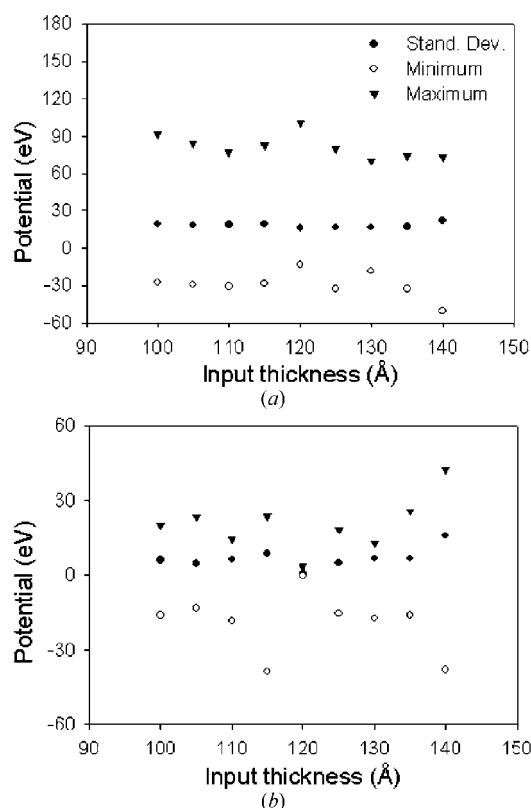 180
150
120
90
60
30
0
-30
-60
Potential (eV)
Stand. Dev.
Minimum
Maximum
90 100 110 120 130 140 150
Input thickness (Å)
(a)
60
30
0
-30
-60
Potential (eV)
90 100 110 120 130 140 150
Input thickness (Å)
(b)